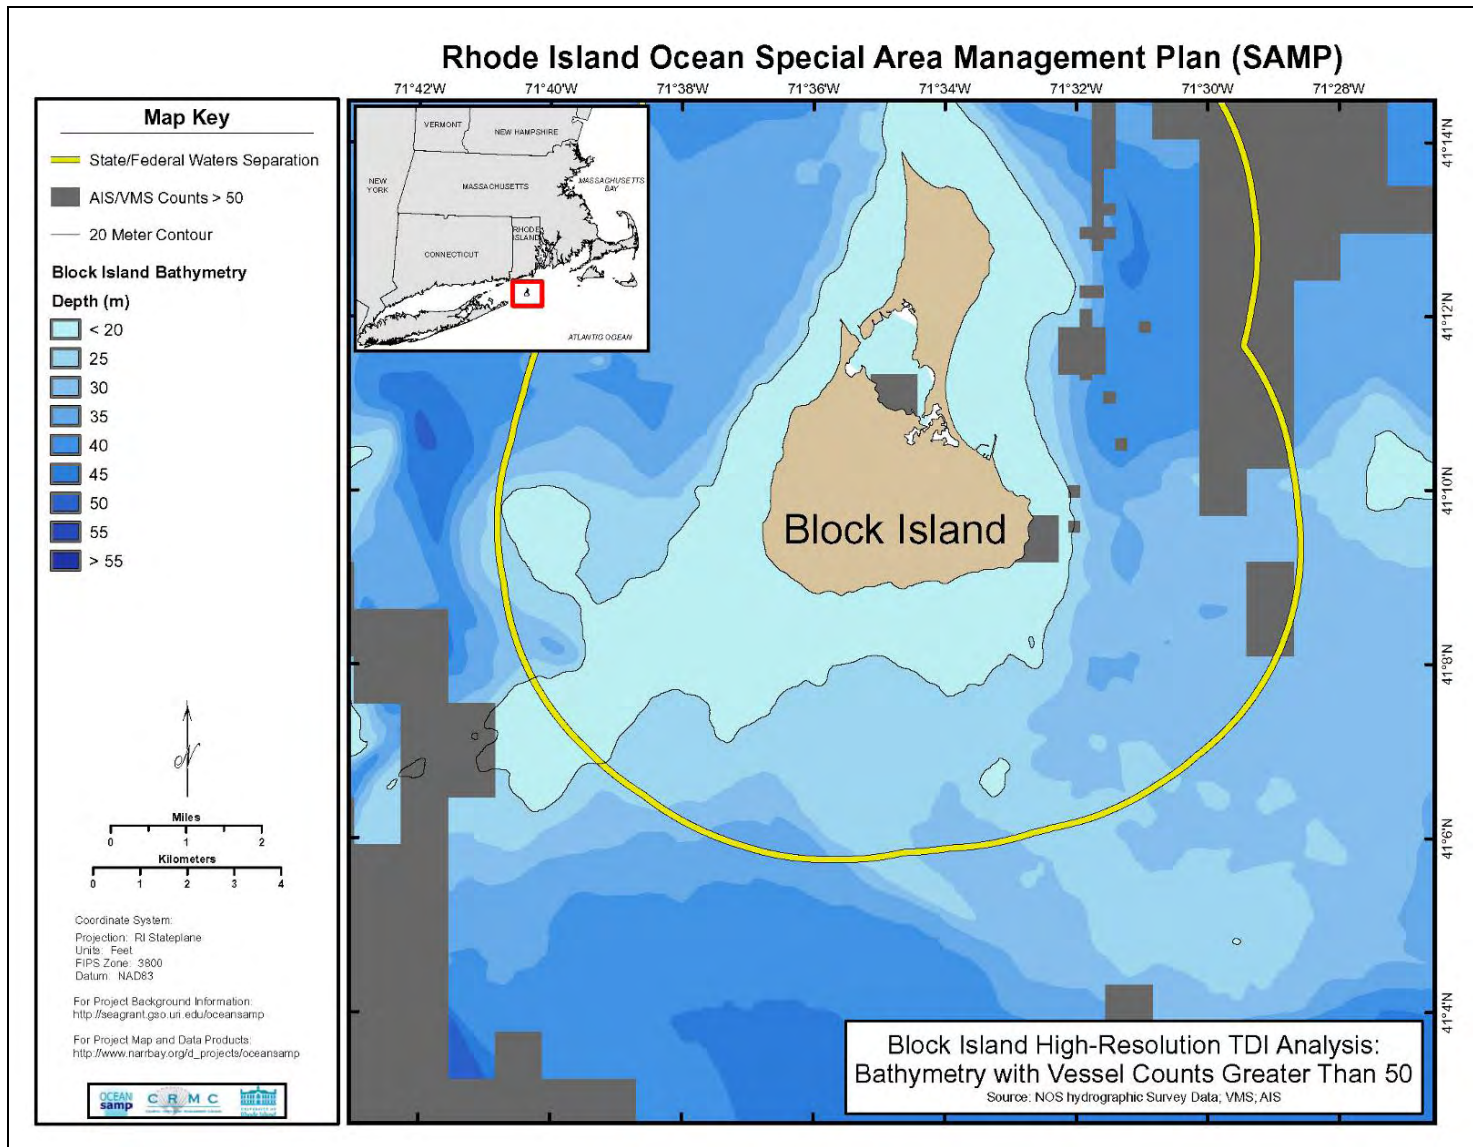 Rhode Island Ocean Special Area Management Plan (SAMP)
71°42'W 71°40'W 71°38'W 71°36'W 71°34'W 71°32'W 71°30'W 71°28'W
Map Key
State/Federal Waters Separation
AIS/VMS Counts > 50
20 Meter Contour
Block Island Bathymetry
Depth (m)
< 20
25
30
35
40
45
50
55
> 55
N
Miles
0 1 2
Kilometers
0 1 2 3 4
Coordinate System:
Projection: RI Stateplane
Units: Feet
FIPS Zone: 3800
Datum: NAD83
For Project Background Information:
http://seagrant.gso.uri.edu/oceansamp
For Project Map and Data Products:
http://www.narrbay.org/d_projects/oceansamp
OCEAN
samp
C R M C
VERMONT
NEW HAMPSHIRE
NEW
YORK
MASSACHUSETTS
MASSACHUSETTS
BAY
CONNECTICUT
RHODE
ISLAND
ATLANTIC OCEAN
Block Island
41°14'N
41°12'N
41°10'N
41°8'N
41°6'N
41°4'N
Block Island High-Resolution TDI Analysis:
Bathymetry with Vessel Counts Greater Than 50
Source: NOS hydrographic Survey Data; VMS; AIS